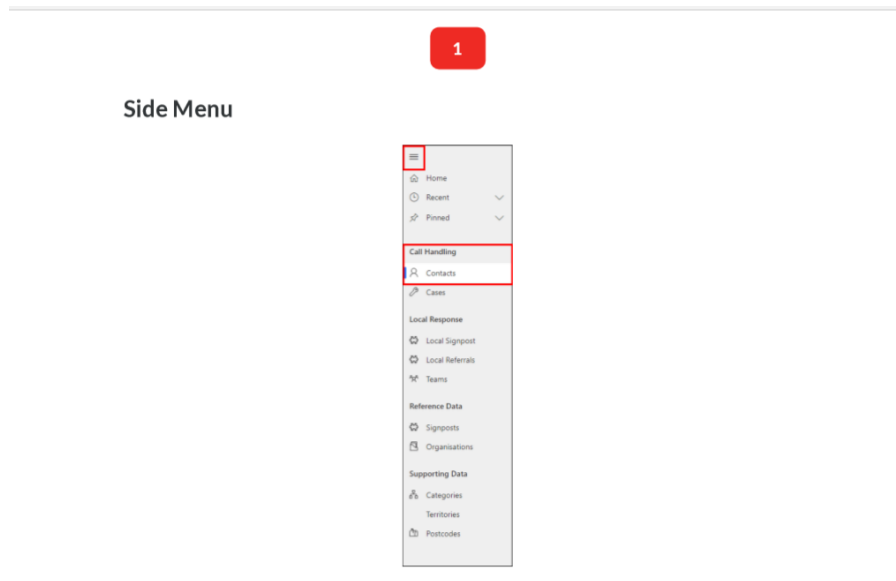 1
Side Menu
Home
Recent
Pinned
Call Handling
Contacts
Cases
Local Response
Local Signpost
Local Referrals
Teams
Reference Data
Signposts
Organisations
Supporting Data
Categories
Territories
Postcodes